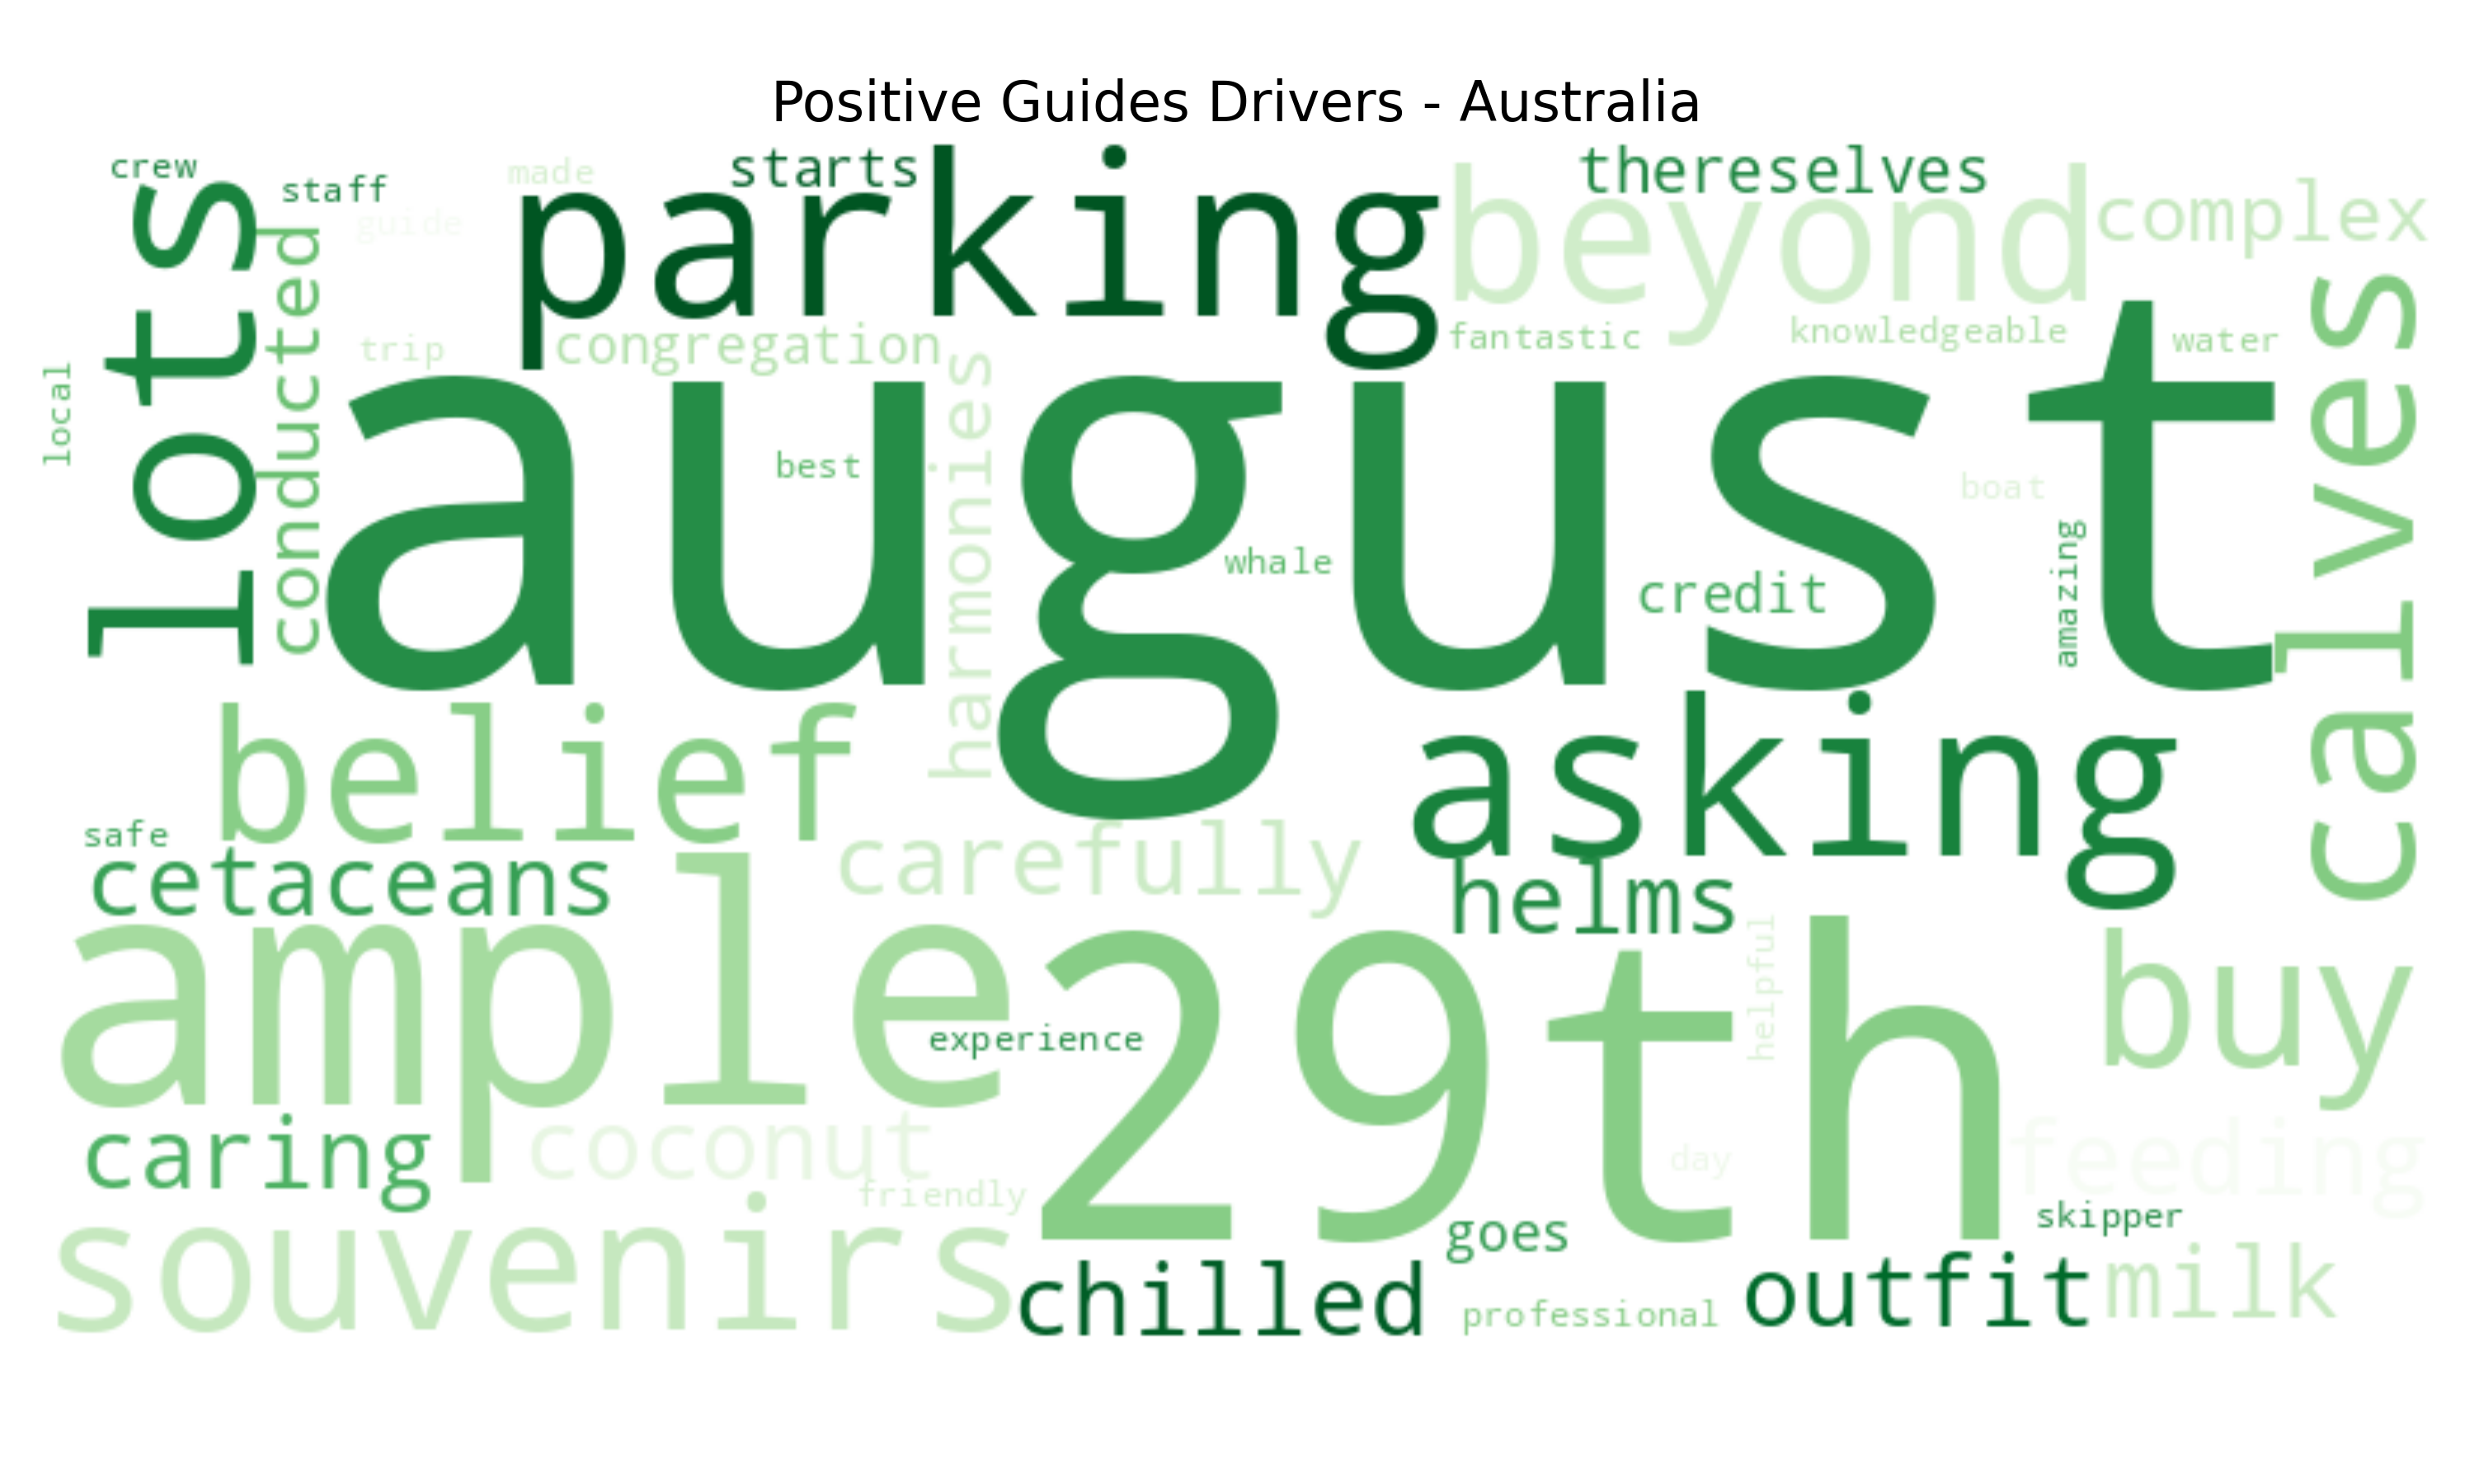 Positive Guides Drivers - Australia
crew
staff
made
starts
parking
thereselves
beyond
complex
guide
lots
conducted
trip
congregation
fantastic
knowledgeable
water
local
august
best
harmonies
whale
credit
boat
amazing
calves
belief
asking
safe
cetaceans
carefully
helms
ample
experience
29th
helpful
buy
caring
coconut
friendly
day
feeding
souvenirs
chilled
goes
professional
skipper
outfit
milk